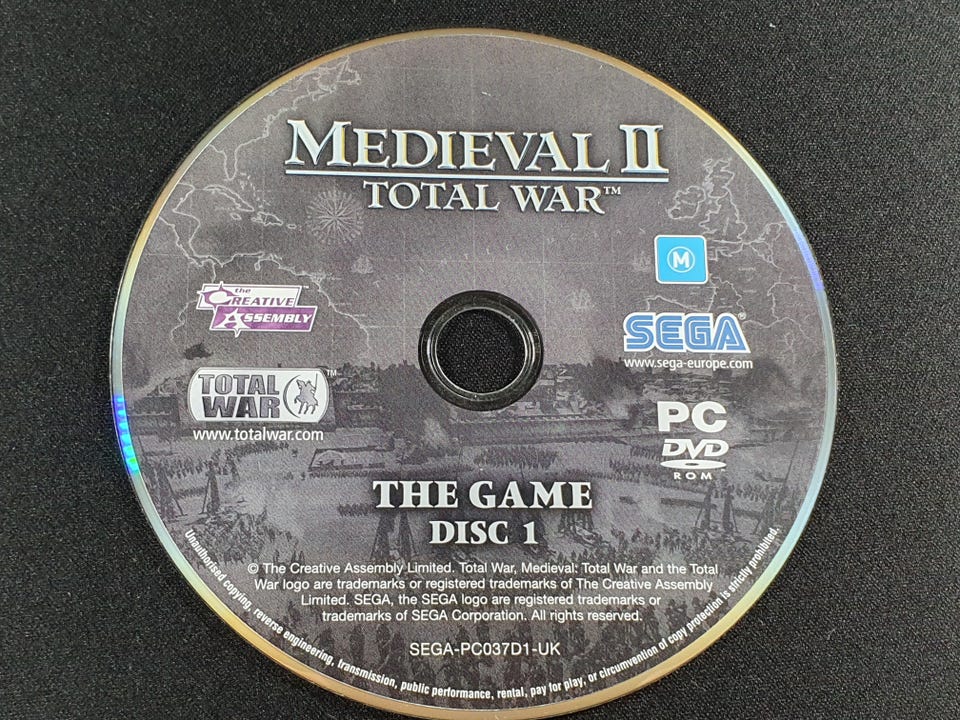 MEDIEVAL II
TOTAL WAR™
M
the
CREATIVE
ASSEMBLY
SEGA®
www.sega-europe.com
TOTAL
WAR™
www.totalwar.com
PC
DVD
ROM
THE GAME
DISC 1
© The Creative Assembly Limited. Total War, Medieval: Total War and the Total
War logo are trademarks or registered trademarks of The Creative Assembly
Limited. SEGA, the SEGA logo are registered trademarks or
trademarks of SEGA Corporation. All rights reserved.
SEGA-PC037D1-UK
Unauthorised copying, reverse engineering, transmission, public performance, rental, pay for play, or circumvention of copy protection is strictly prohibited.